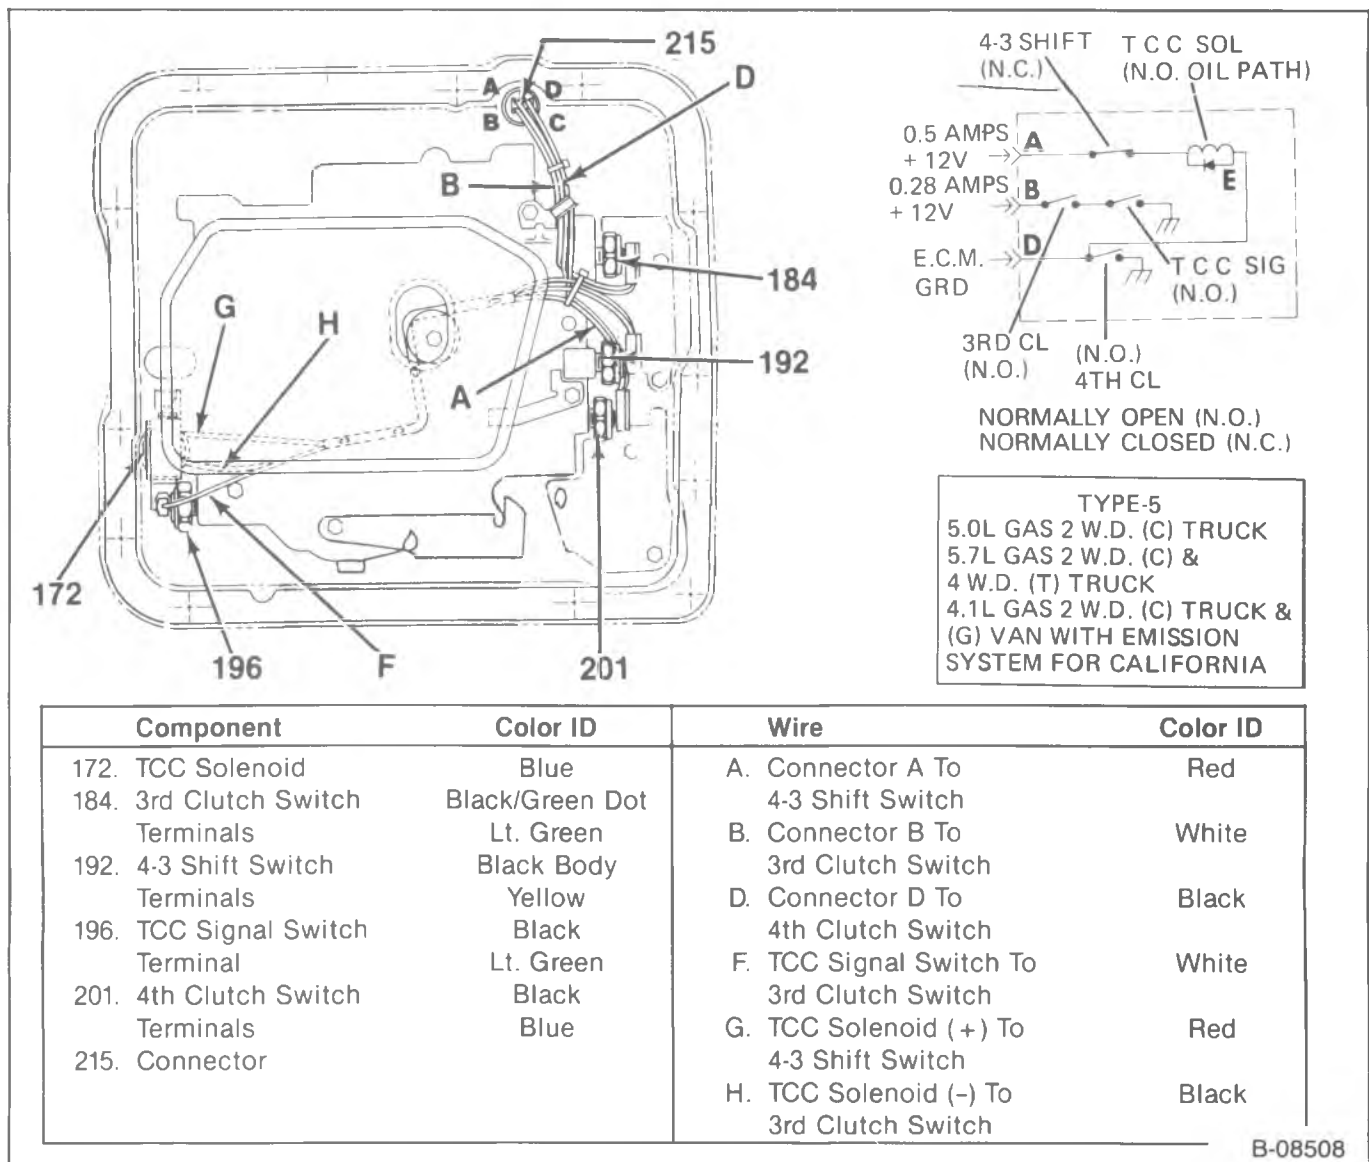 215
A D
B C
D
B
184
G
H
192
A
172
196
F
201
4-3 SHIFT
(N.C.)
T C C SOL
(N.O. OIL PATH)
0.5 AMPS
+ 12V
A
E
0.28 AMPS
+ 12V
B
E.C.M.
GRD
D
T C C SIG
(N.O.)
3RD CL
(N.O.)
(N.O.)
4TH CL
NORMALLY OPEN (N.O.)
NORMALLY CLOSED (N.C.)
TYPE-5
5.0L GAS 2 W.D. (C) TRUCK
5.7L GAS 2 W.D. (C) &
4 W.D. (T) TRUCK
4.1L GAS 2 W.D. (C) TRUCK &
(G) VAN WITH EMISSION
SYSTEM FOR CALIFORNIA
Component Color ID
172. TCC Solenoid Blue
184. 3rd Clutch Switch Black/Green Dot
Terminals Lt. Green
192. 4-3 Shift Switch Black Body
Terminals Yellow
196. TCC Signal Switch Black
Terminal Lt. Green
201. 4th Clutch Switch Black
Terminals Blue
215. Connector
Wire Color ID
A. Connector A To Red
4-3 Shift Switch
B. Connector B To White
3rd Clutch Switch
D. Connector D To Black
4th Clutch Switch
F. TCC Signal Switch To White
3rd Clutch Switch
G. TCC Solenoid (+) To Red
4-3 Shift Switch
H. TCC Solenoid (-) To Black
3rd Clutch Switch
B-08508